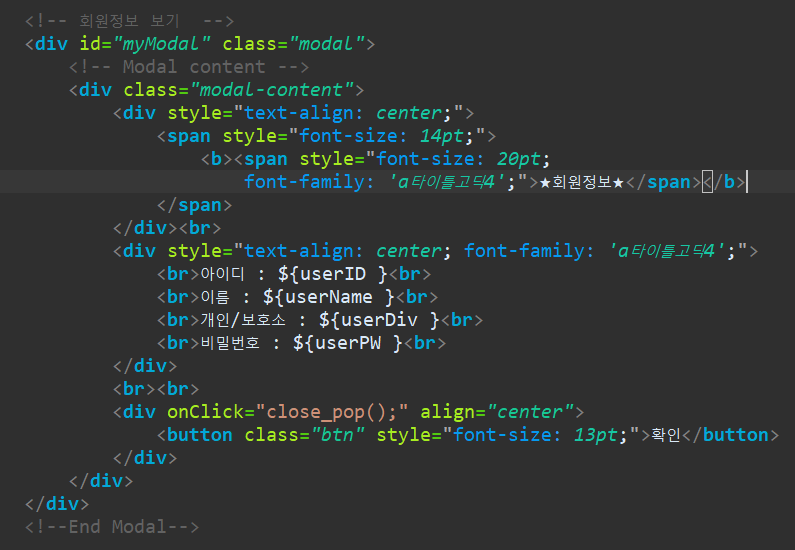 <!-- 회원정보 보기  -->
<div id="myModal" class="modal">
    <!-- Modal content -->
    <div class="modal-content">
        <div style="text-align: center;">
            <span style="font-size: 14pt;">
                <b><span style="font-size: 20pt;
                    font-family: 'a타이틀고딕4';">★회원정보★</span></b>
            </span>
        </div><br>
        <div style="text-align: center; font-family: 'a타이틀고딕4';">
            <br>아이디 : ${userID }<br>
            <br>이름 : ${userName }<br>
            <br>개인/보호소 : ${userDiv }<br>
            <br>비밀번호 : ${userPW }<br>
        </div>
        <br><br>
        <div onClick="close_pop();" align="center">
            <button class="btn" style="font-size: 13pt;">확인</button>
        </div>
    </div>
</div>
<!--End Modal-->